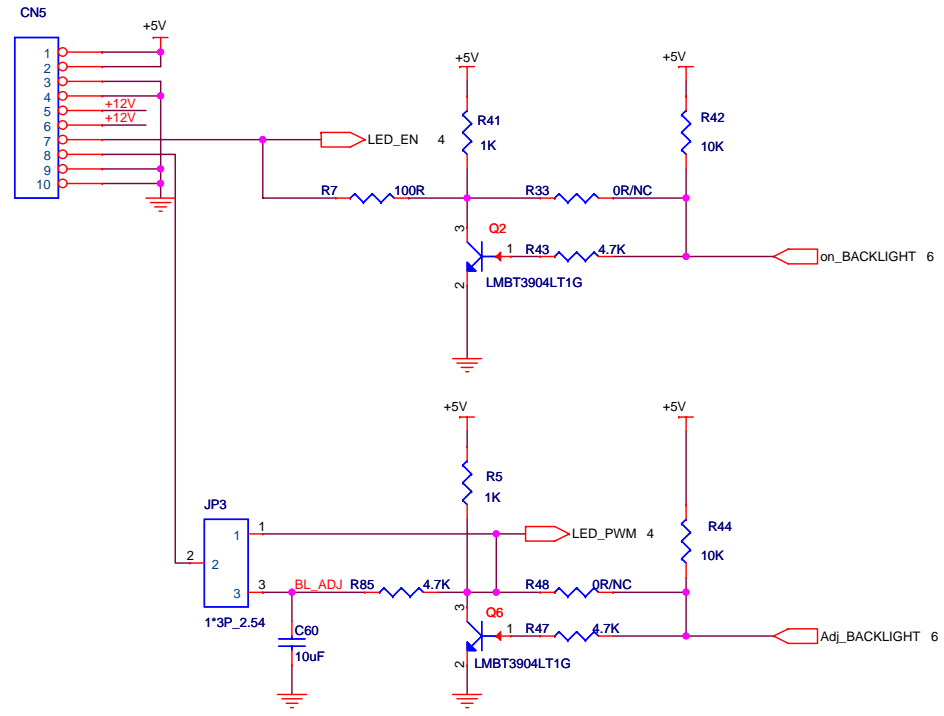 CN5
+5V
1
2
3
4
5
6
7
8
9
10
+12V
+12V
LED_EN 4
+5V
R41
1K
+5V
R42
10K
R7 100R
R33 0R/NC
3
Q2
1
R43 4.7K
2
LMBT3904LT1G
on_BACKLIGHT 6
+5V
R5
1K
+5V
R44
10K
JP3
1
1
2
2
3
3
1*3P_2.54
LED_PWM 4
BL_ADJ R85 4.7K
R48 0R/NC
C60
10uF
3
Q6
1
R47 4.7K
2
LMBT3904LT1G
Adj_BACKLIGHT 6